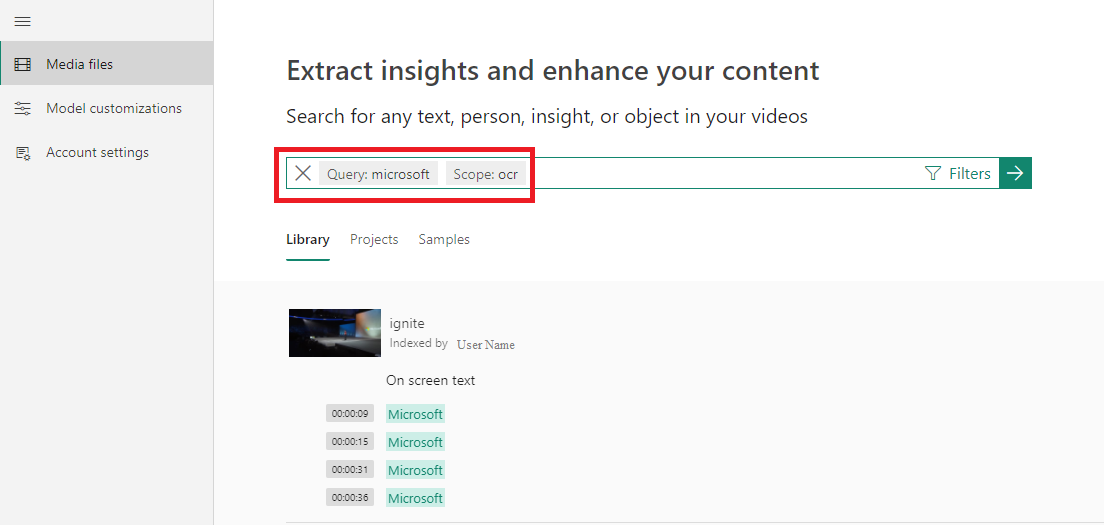 Media files
Model customizations
Account settings
Extract insights and enhance your content
Search for any text, person, insight, or object in your videos
Query: microsoft Scope: ocr Filters
Library Projects Samples
ignite
Indexed by User Name
On screen text
00:00:09 Microsoft
00:00:15 Microsoft
00:00:31 Microsoft
00:00:36 Microsoft